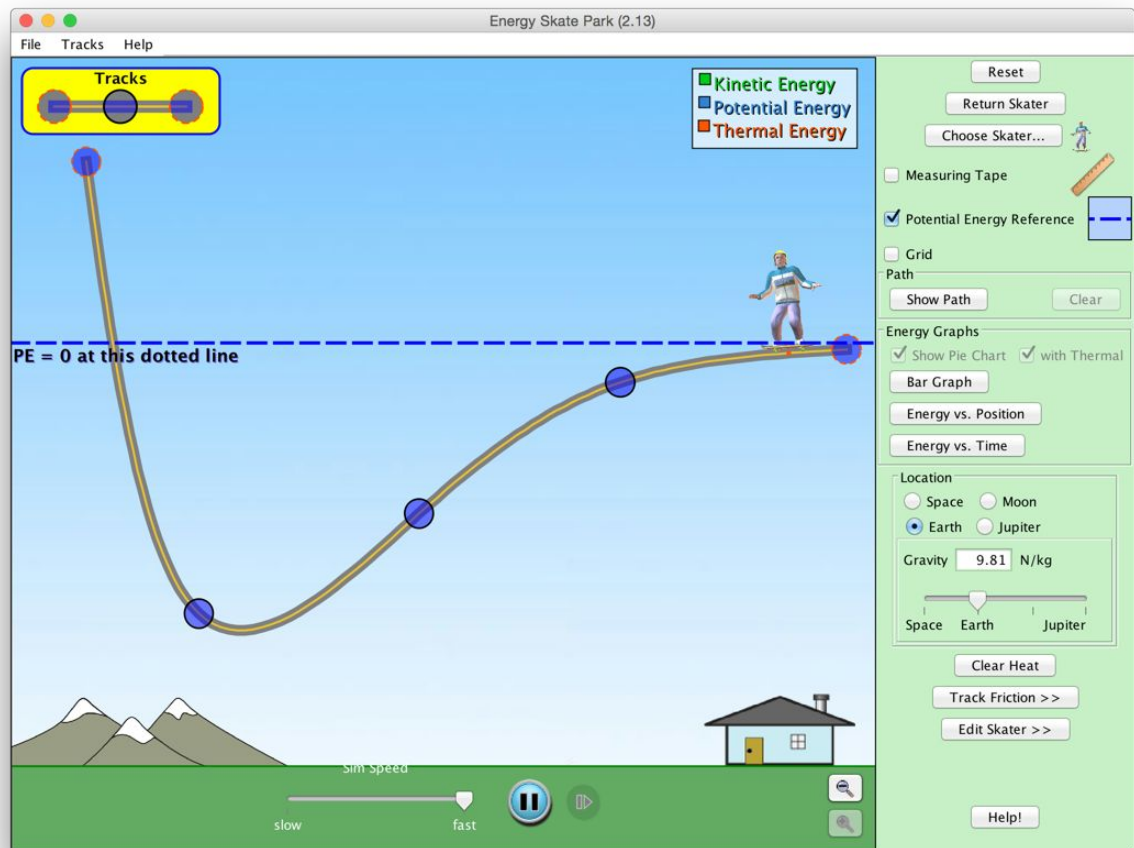 Energy Skate Park (2.13)
File Tracks Help
Tracks
Kinetic Energy
Potential Energy
Thermal Energy
PE = 0 at this dotted line
Sim Speed
slow fast
Reset
Return Skater
Choose Skater...
Measuring Tape
Potential Energy Reference
Grid
Path
Show Path Clear
Energy Graphs
Show Pie Chart with Thermal
Bar Graph
Energy vs. Position
Energy vs. Time
Location
Space Moon
Earth Jupiter
Gravity 9.81 N/kg
Space Earth Jupiter
Clear Heat
Track Friction >>
Edit Skater >>
Help!